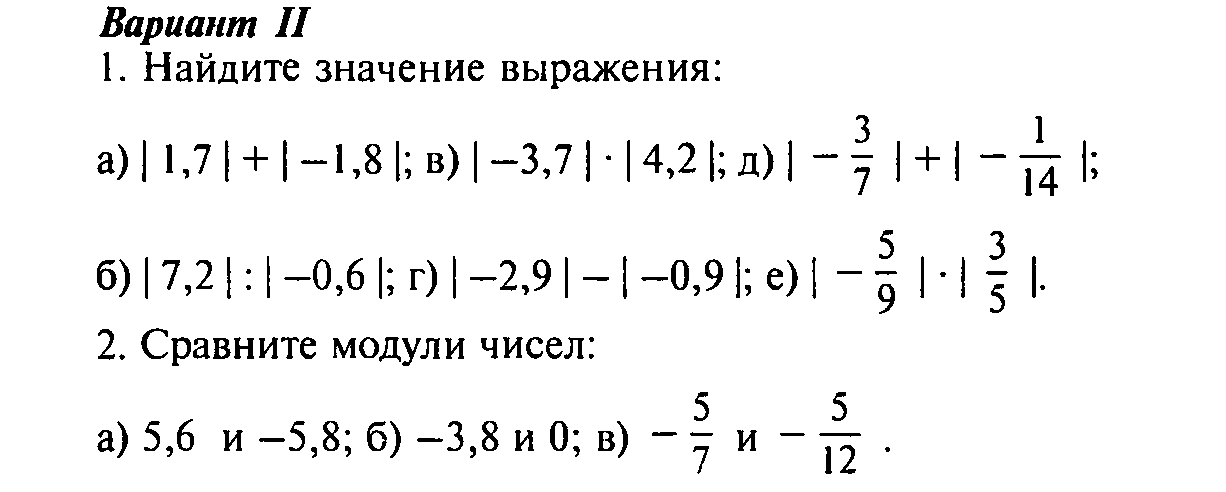 Вариант II
1. Найдите значение выражения:
а) | 1,7 | + | −1,8 |; в) | −3,7 | · | 4,2 |; д) | − 3/7 | + | − 1/14 |;
б) | 7,2 | : | −0,6 |; г) | −2,9 | − | −0,9 |; е) | − 5/9 | · | 3/5 |.
2. Сравните модули чисел:
а) 5,6 и −5,8; б) −3,8 и 0; в) − 5/7 и − 5/12 .